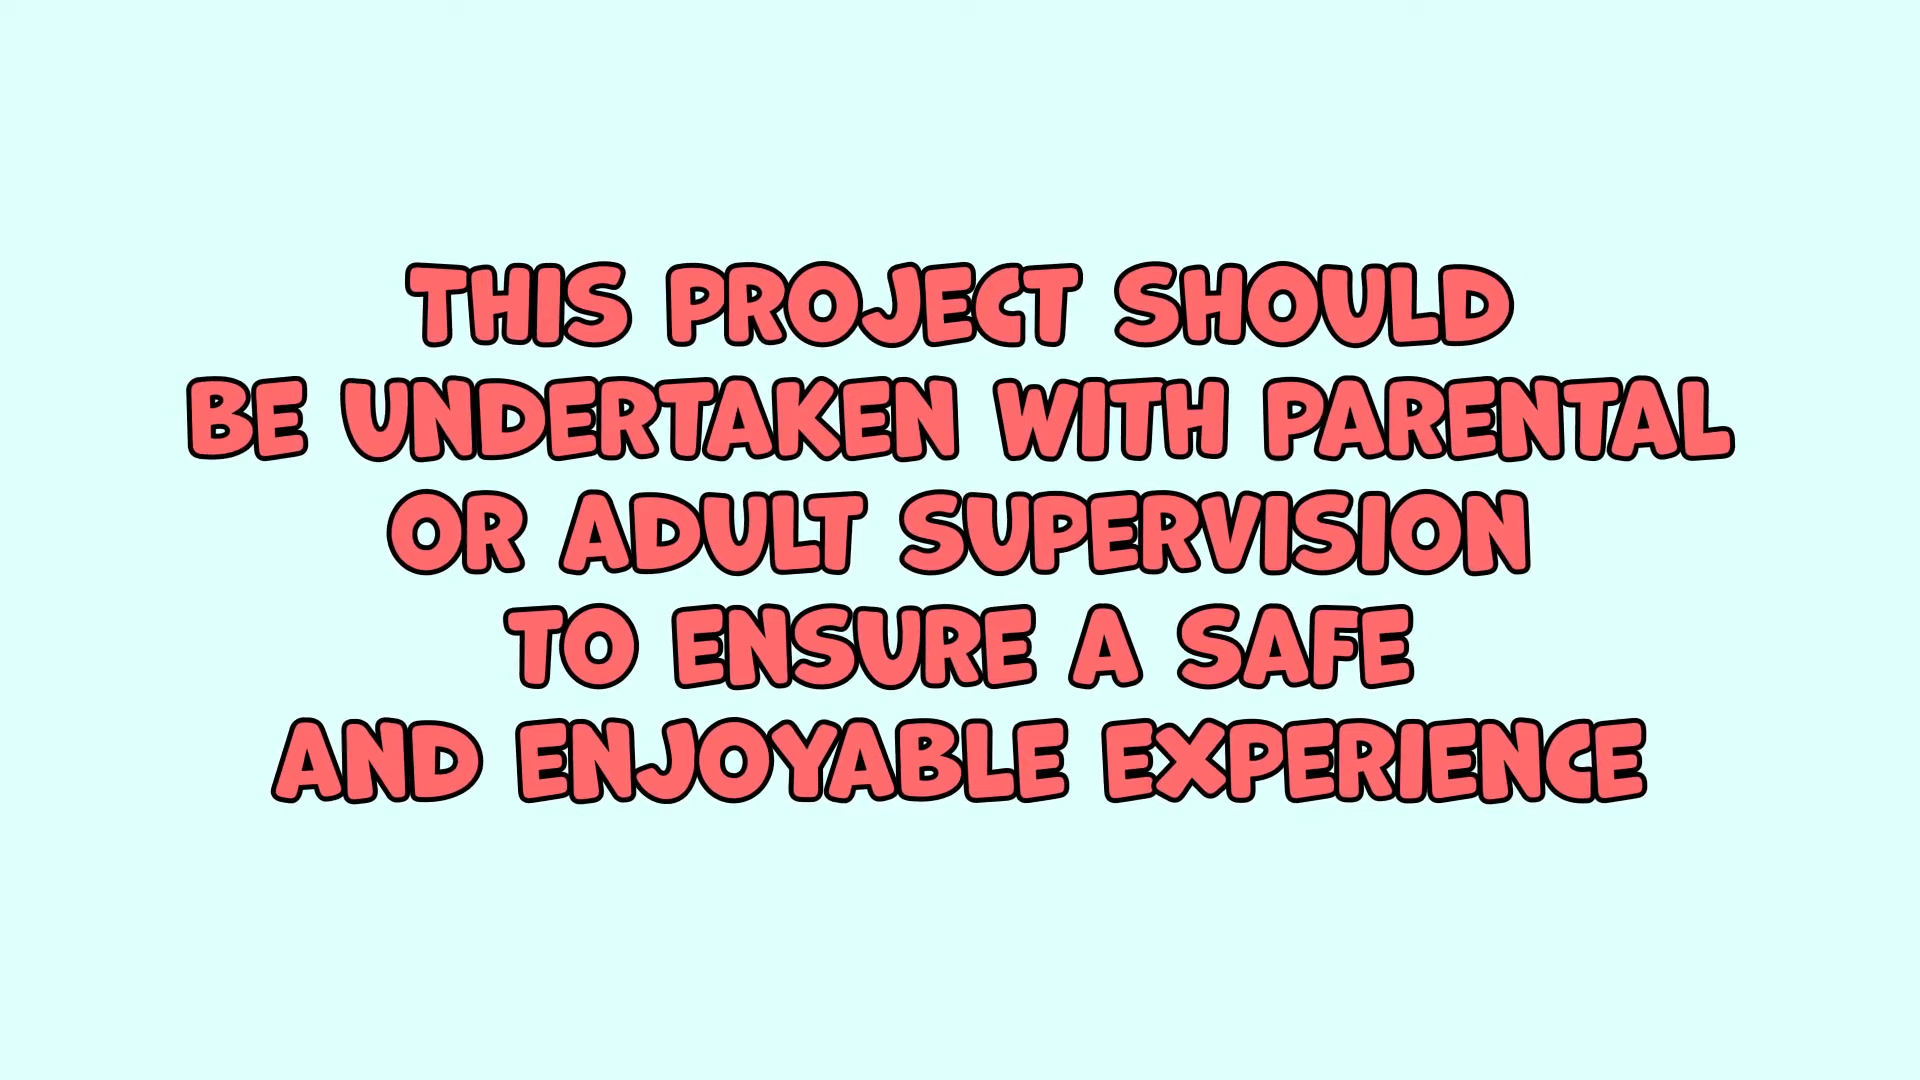 THIS PROJECT SHOULD
BE UNDERTAKEN WITH PARENTAL
OR ADULT SUPERVISION
TO ENSURE A SAFE
AND ENJOYABLE EXPERIENCE